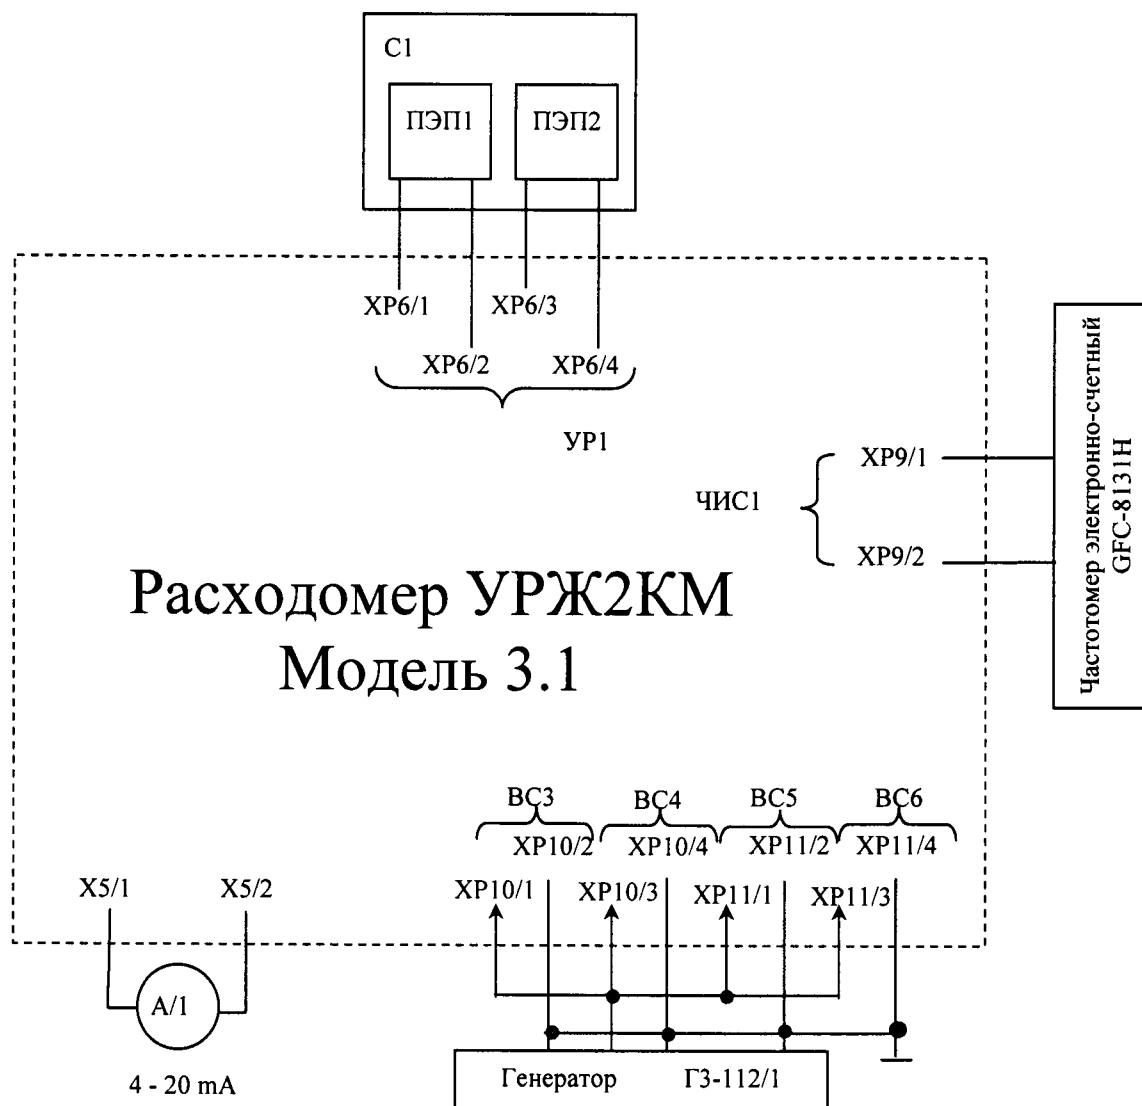 С1
ПЭП1 ПЭП2
ХР6/1 ХР6/3
ХР6/2 ХР6/4
УР1
ХР9/1
ЧИС1
ХР9/2
Частотомер электронно-счетный
GFC-8131H
Расходомер УРЖ2КМ
Модель 3.1
ВС3 ВС4 ВС5 ВС6
ХР10/2 ХР10/4 ХР11/2 ХР11/4
Х5/1 Х5/2 ХР10/1 ХР10/3 ХР11/1 ХР11/3
А/1
4 - 20 mA
Генератор Г3-112/1